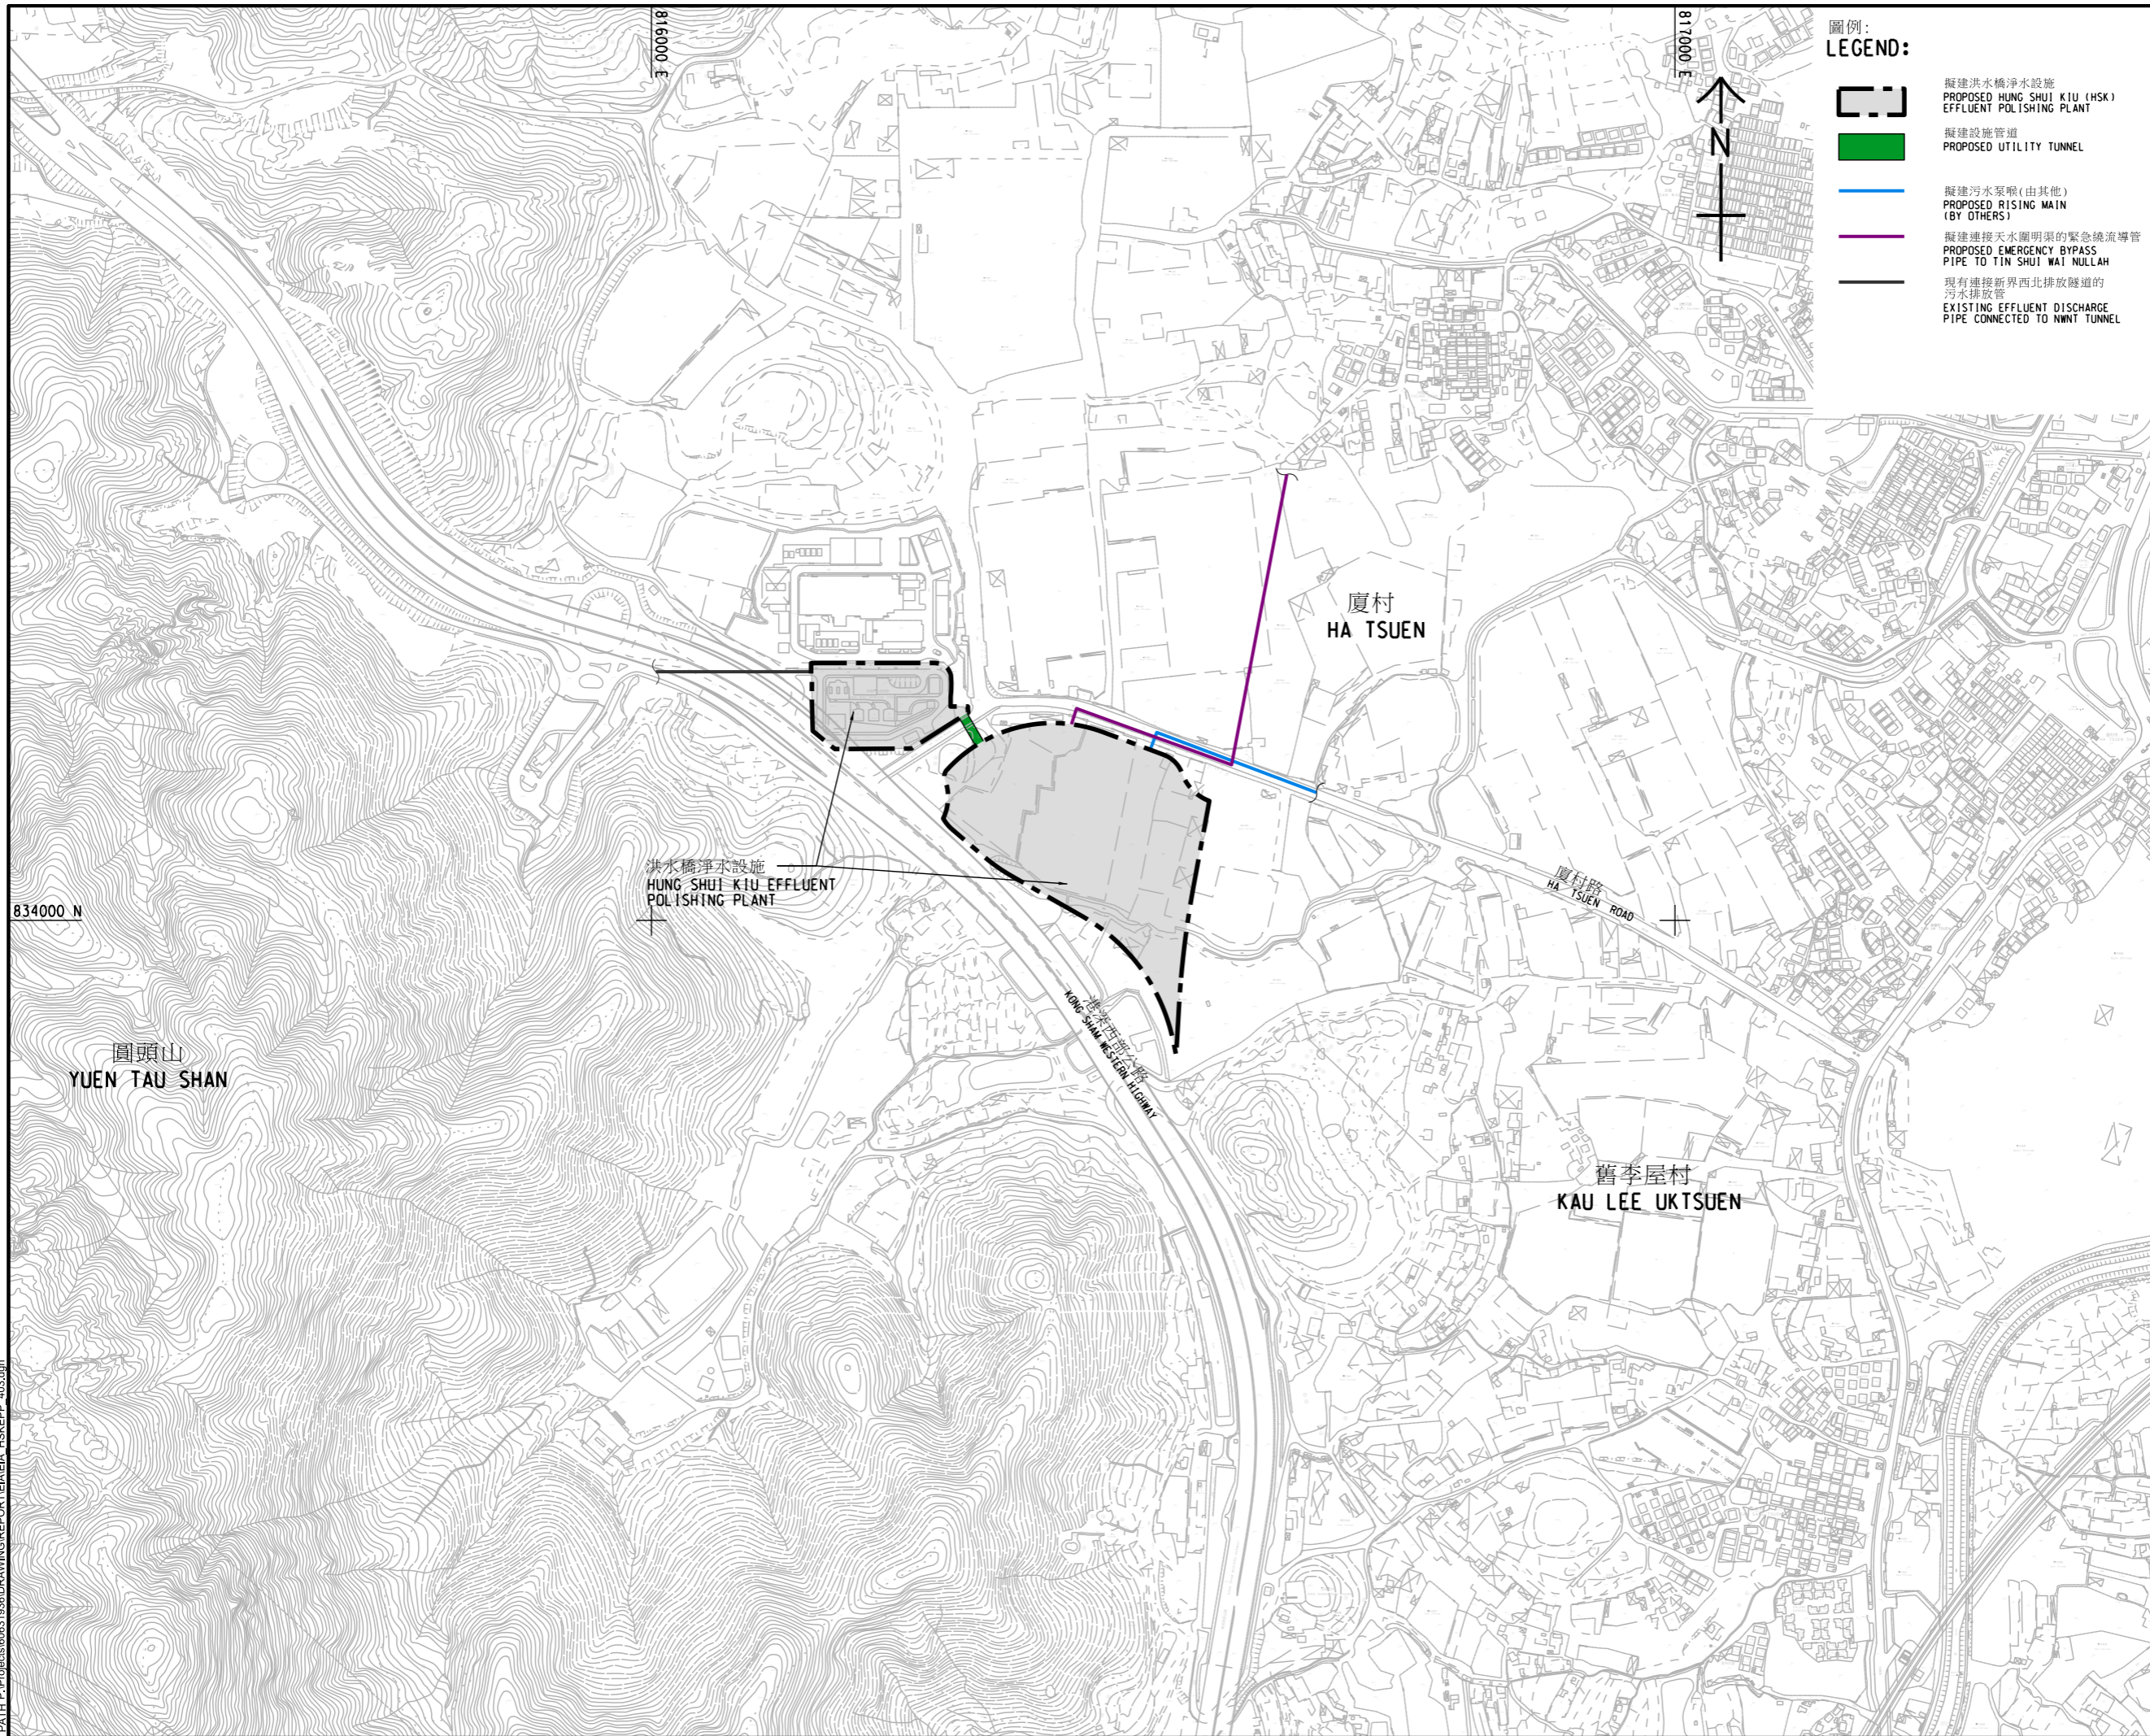 816000 E
817000 E
圖例:
LEGEND:
擬建洪水橋淨水設施
PROPOSED HUNG SHUI KIU (HSK)
EFFLUENT POLISHING PLANT
擬建設施管道
PROPOSED UTILITY TUNNEL
擬建污水泵喉(由其他)
PROPOSED RISING MAIN
(BY OTHERS)
擬建連接天水圍明渠的緊急繞流導管
PROPOSED EMERGENCY BYPASS
PIPE TO TIN SHUI WAI NULLAH
現有連接新界西北排放隧道的
污水排放管
EXISTING EFFLUENT DISCHARGE
PIPE CONNECTED TO NWNT TUNNEL
N
廈村
HA TSUEN
洪水橋淨水設施
HUNG SHUI KIU EFFLUENT
POLISHING PLANT
834000 N
廈村路
HA TSUEN ROAD
港深西部公路
KONG SHAM WESTERN HIGHWAY
圓頭山
YUEN TAU SHAN
舊李屋村
KAU LEE UKTSUEN